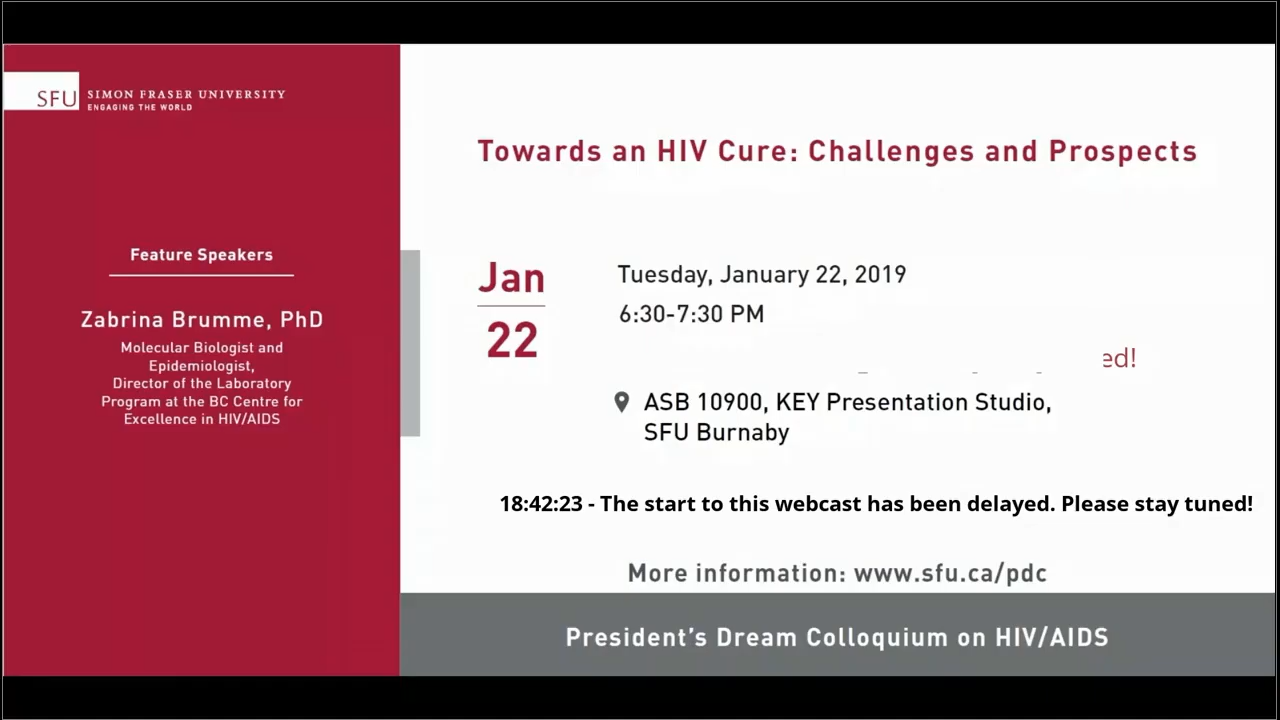 SFU SIMON FRASER UNIVERSITY
ENGAGING THE WORLD
Feature Speakers
Zabrina Brumme, PhD
Molecular Biologist and
Epidemiologist,
Director of the Laboratory
Program at the BC Centre for
Excellence in HIV/AIDS
Towards an HIV Cure: Challenges and Prospects
Jan
22
Tuesday, January 22, 2019
6:30-7:30 PM
ed!
ASB 10900, KEY Presentation Studio,
SFU Burnaby
18:42:23 - The start to this webcast has been delayed. Please stay tuned!
More information: www.sfu.ca/pdc
President's Dream Colloquium on HIV/AIDS